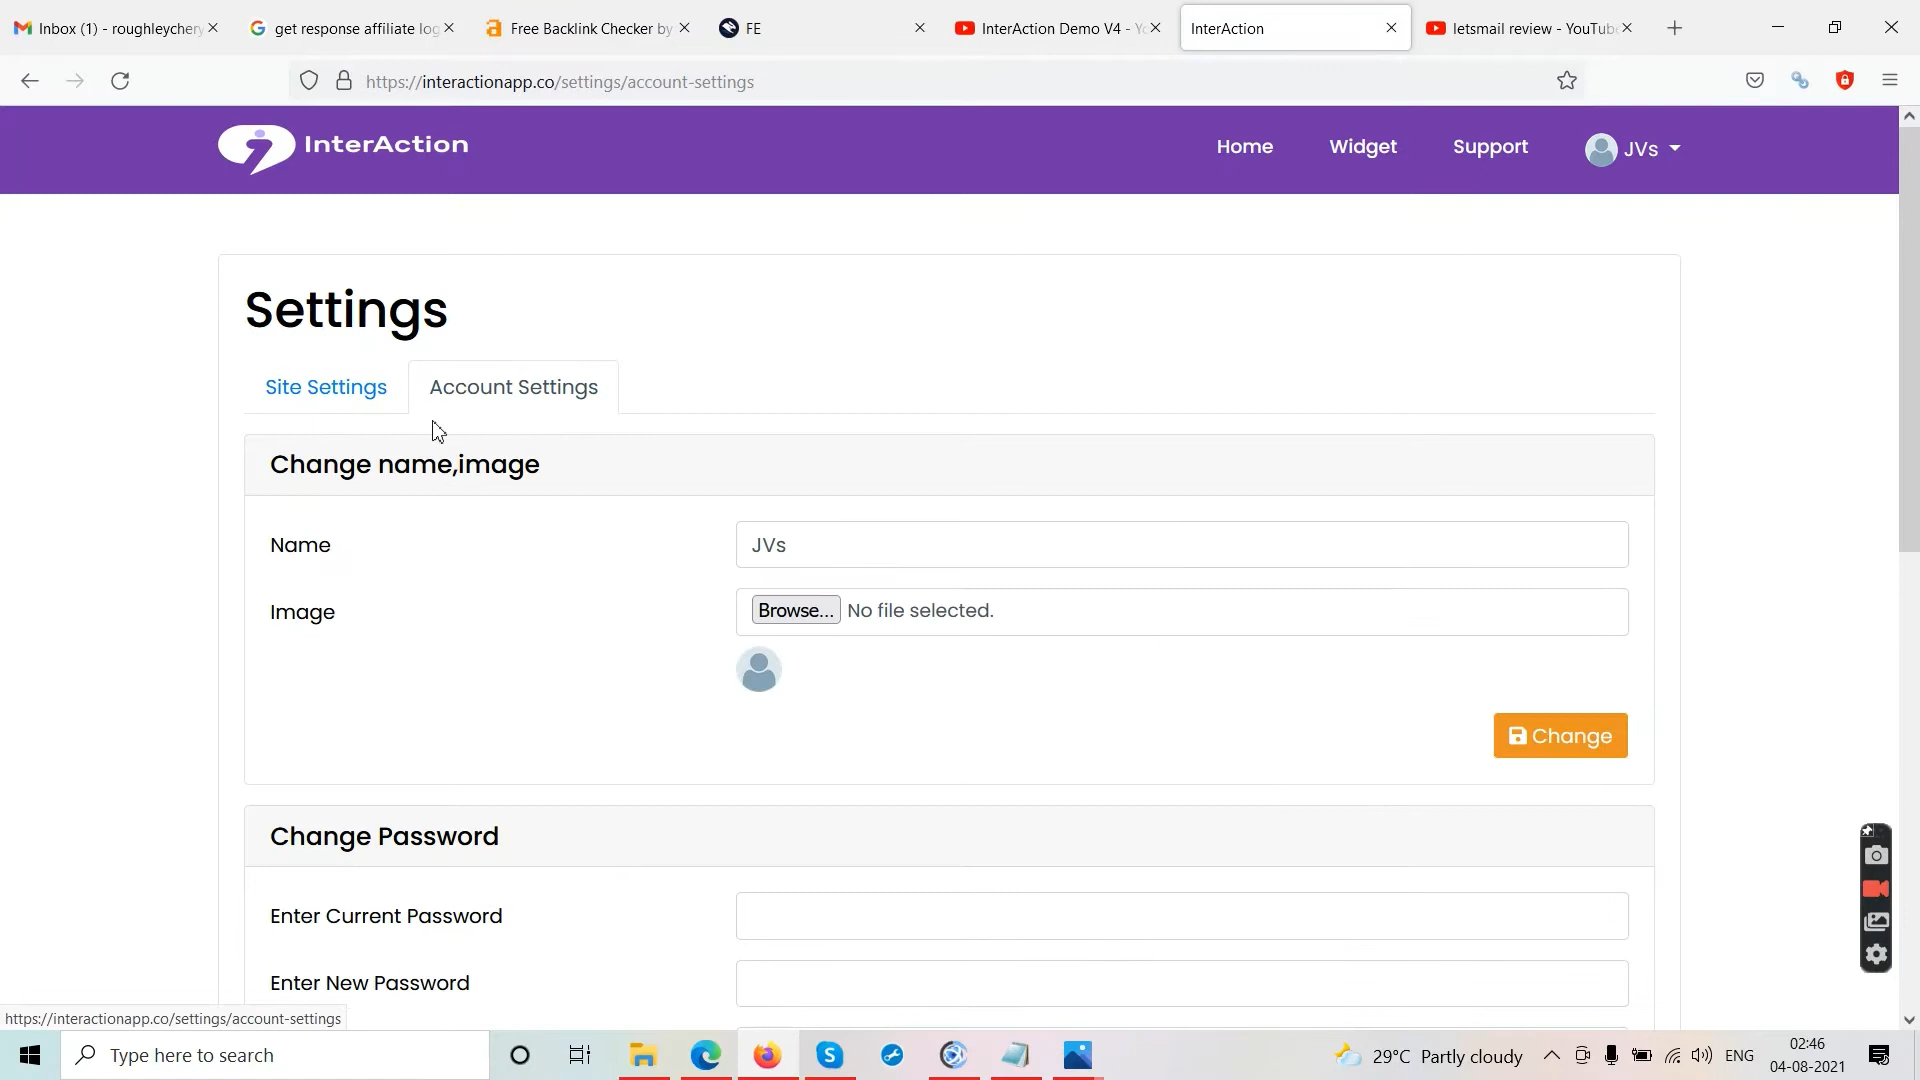 Inbox (1) - roughleychery
get response affiliate log
Free Backlink Checker by
FE
InterAction Demo V4 - Yo
InterAction
letsmail review - YouTube
https://interactionapp.co/settings/account-settings
InterAction
Home
Widget
Support
JVs
Settings
Site Settings
Account Settings
Change name,image
Name
JVs
Image
Browse... No file selected.
Change
Change Password
Enter Current Password
Enter New Password
https://interactionapp.co/settings/account-settings
Type here to search
29°C Partly cloudy
ENG
02:46
04-08-2021